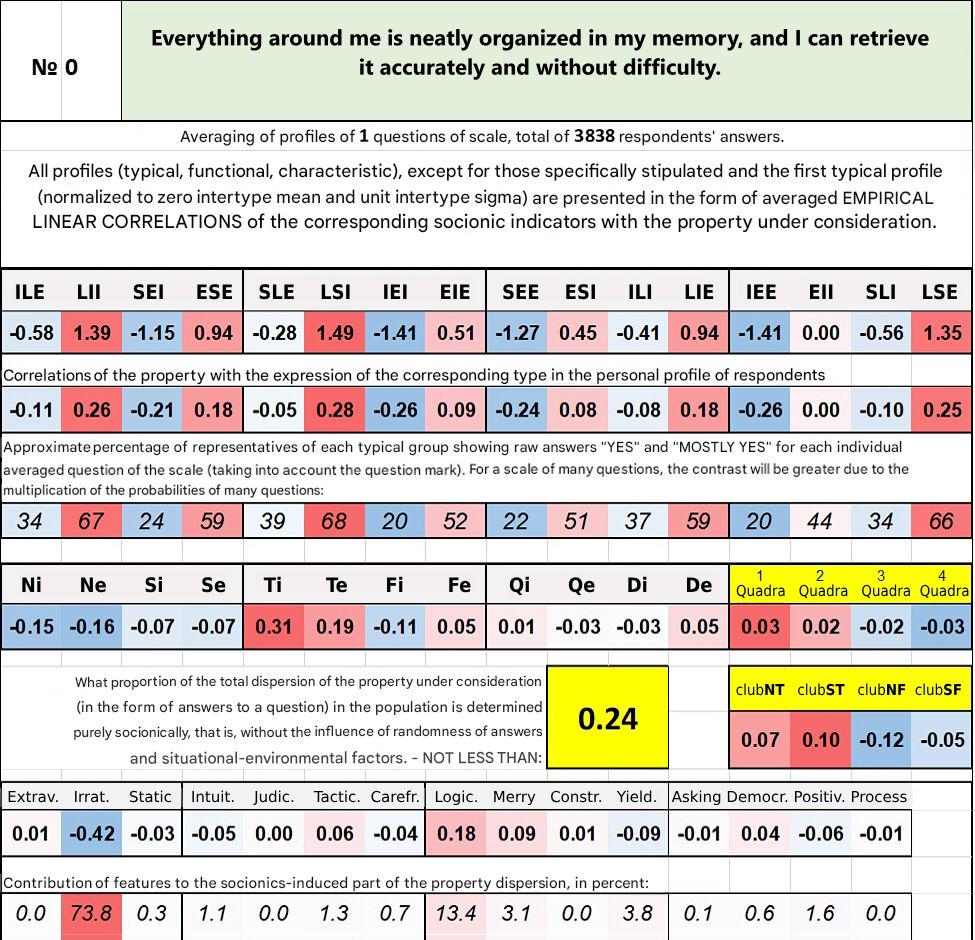 № 0
Everything around me is neatly organized in my memory, and I can retrieve
it accurately and without difficulty.
Averaging of profiles of 1 questions of scale, total of 3838 respondents' answers.
All profiles (typical, functional, characteristic), except for those specifically stipulated and the first typical profile
(normalized to zero intertype mean and unit intertype sigma) are presented in the form of averaged EMPIRICAL
LINEAR CORRELATIONS of the corresponding socionic indicators with the property under consideration.
ILE LII SEI ESE SLE LSI IEI EIE SEE ESI ILI LIE IEE EII SLI LSE
-0.58 1.39 -1.15 0.94 -0.28 1.49 -1.41 0.51 -1.27 0.45 -0.41 0.94 -1.41 0.00 -0.56 1.35
Correlations of the property with the expression of the corresponding type in the personal profile of respondents
-0.11 0.26 -0.21 0.18 -0.05 0.28 -0.26 0.09 -0.24 0.08 -0.08 0.18 -0.26 0.00 -0.10 0.25
Approximate percentage of representatives of each typical group showing raw answers "YES" and "MOSTLY YES" for each individual
averaged question of the scale (taking into account the question mark). For a scale of many questions, the contrast will be greater due to the
multiplication of the probabilities of many questions:
34 67 24 59 39 68 20 52 22 51 37 59 20 44 34 66
Ni Ne Si Se Ti Te Fi Fe Qi Qe Di De 1 Quadra 2 Quadra 3 Quadra 4 Quadra
-0.15 -0.16 -0.07 -0.07 0.31 0.19 -0.11 0.05 0.01 -0.03 -0.03 0.05 0.03 0.02 -0.02 -0.03
What proportion of the total dispersion of the property under consideration
(in the form of answers to a question) in the population is determined
purely socionically, that is, without the influence of randomness of answers
and situational-environmental factors. - NOT LESS THAN:
0.24
clubNT clubST clubNF clubSF
0.07 0.10 -0.12 -0.05
Extrav. Irrat. Static Intuit. Judic. Tactic. Carefr. Logic. Merry Constr. Yield. Asking Democr. Positiv. Process
0.01 -0.42 -0.03 -0.05 0.00 0.06 -0.04 0.18 0.09 0.01 -0.09 -0.01 0.04 -0.06 -0.01
Contribution of features to the socionics-induced part of the property dispersion, in percent:
0.0 73.8 0.3 1.1 0.0 1.3 0.7 13.4 3.1 0.0 3.8 0.1 0.6 1.6 0.0